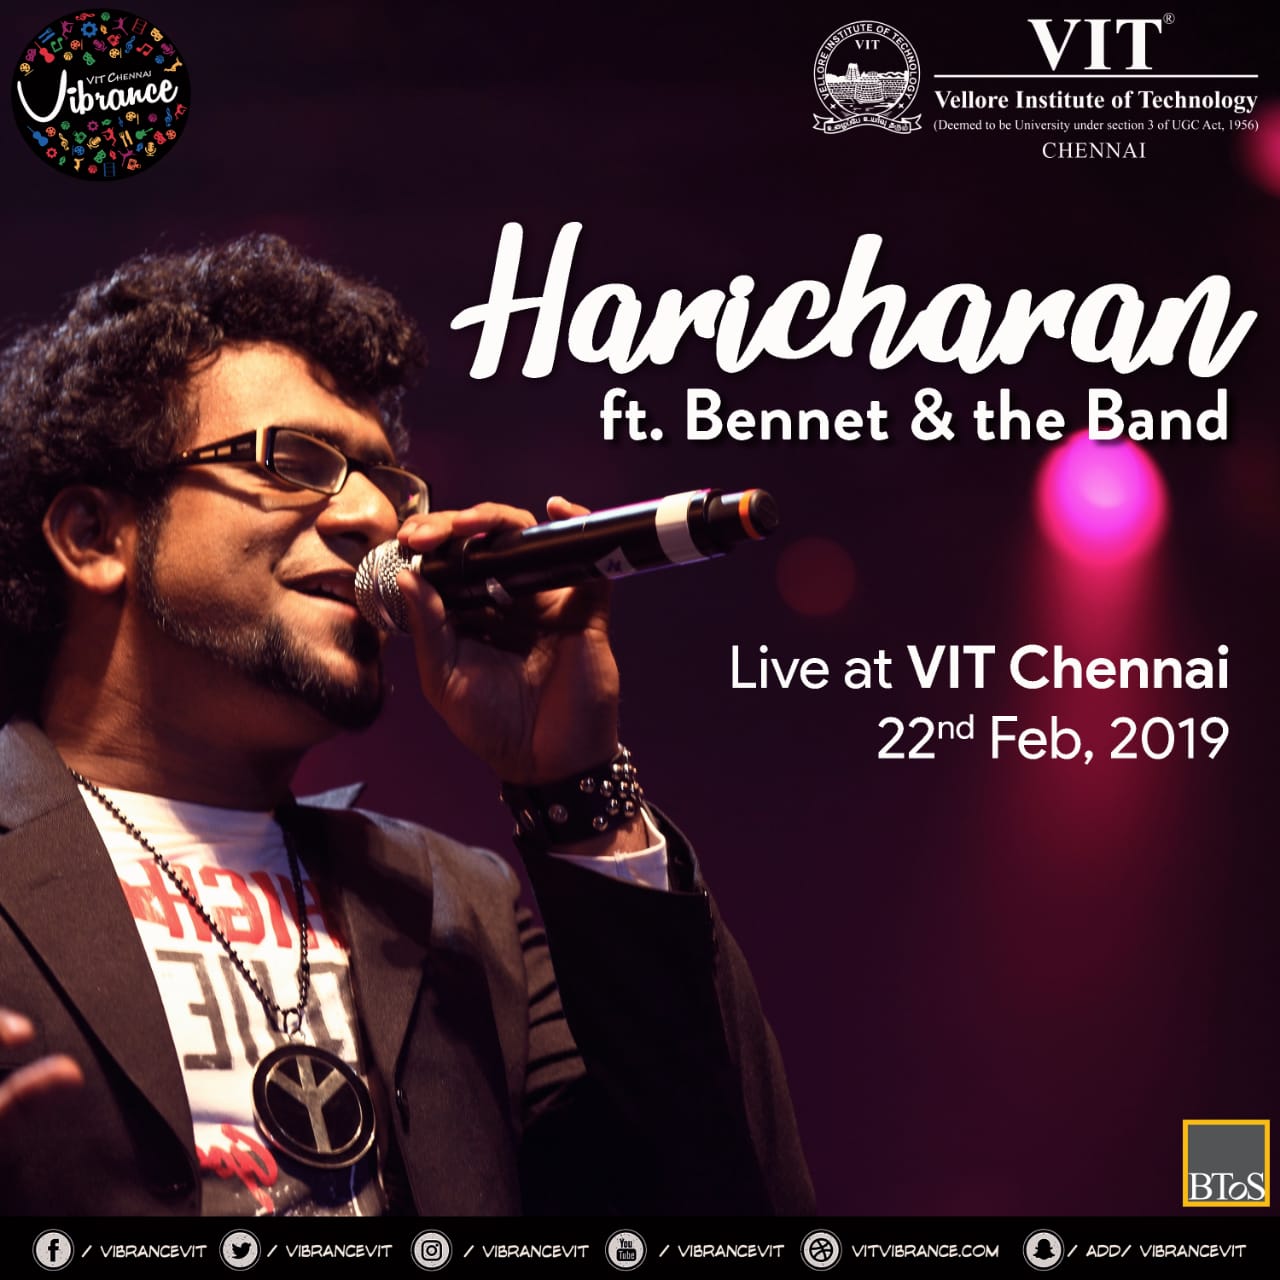 VIT CHENNAI
Vibrance
VELLORE INSTITUTE OF TECHNOLOGY
VIT
VIT®
Vellore Institute of Technology
(Deemed to be University under section 3 of UGC Act, 1956)
CHENNAI
Haricharan
ft. Bennet & the Band
Live at VIT Chennai
22nd Feb, 2019
BToS
/ VIBRANCEVIT
/ VIBRANCEVIT
/ VIBRANCEVIT
You Tube
/ VIBRANCEVIT
VITVIBRANCE.COM
/ ADD/ VIBRANCEVIT